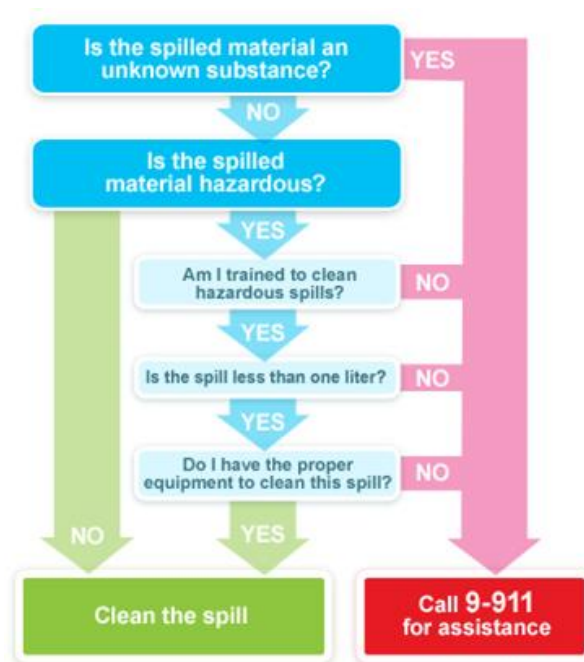 Is the spilled material an
unknown substance?
YES
NO
Is the spilled
material hazardous?
YES
Am I trained to clean
hazardous spills?
NO
YES
Is the spill less than one liter?
NO
YES
Do I have the proper
equipment to clean this spill?
NO
NO
YES
Clean the spill
Call 9-911
for assistance